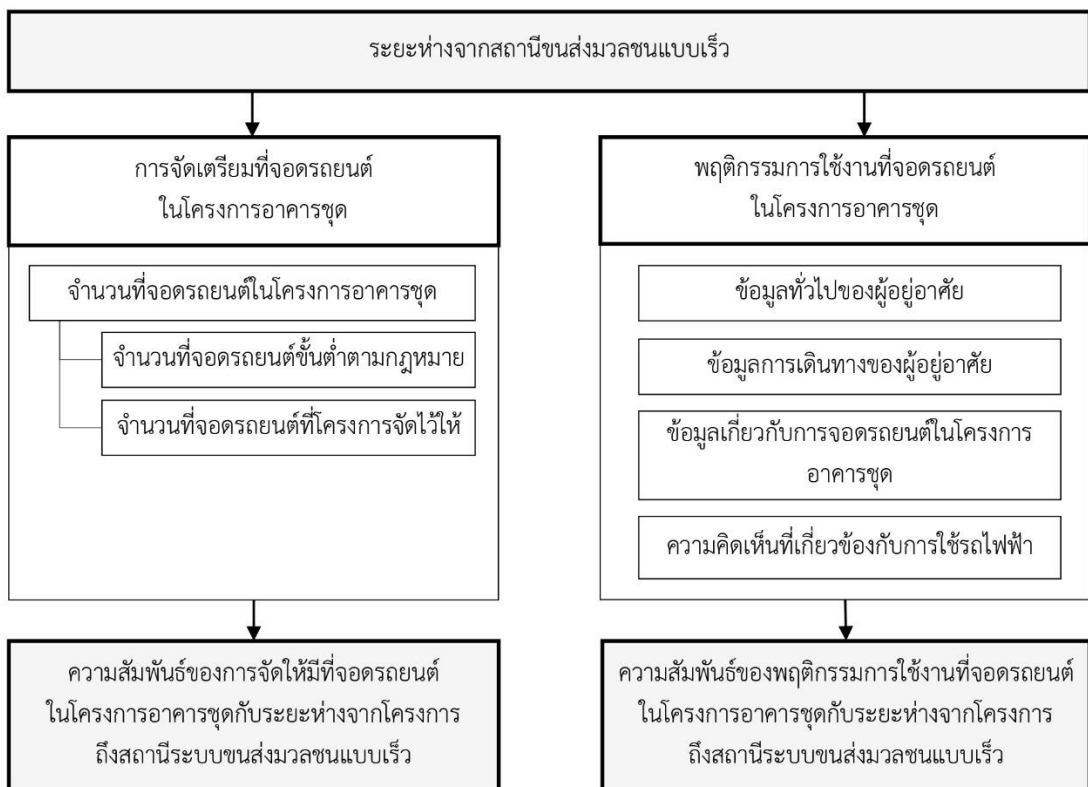 ระยะห่างจากสถานีขนส่งมวลชนแบบเร็ว
การจัดเตรียมที่จอดรถยนต์
ในโครงการอาคารชุด
จำนวนที่จอดรถยนต์ในโครงการอาคารชุด
จำนวนที่จอดรถยนต์ขั้นต่ำตามกฎหมาย
จำนวนที่จอดรถยนต์ที่โครงการจัดไว้ให้
ความสัมพันธ์ของการจัดให้มีที่จอดรถยนต์
ในโครงการอาคารชุดกับระยะห่างจากโครงการ
ถึงสถานีระบบขนส่งมวลชนแบบเร็ว
พฤติกรรมการใช้งานที่จอดรถยนต์
ในโครงการอาคารชุด
ข้อมูลทั่วไปของผู้อยู่อาศัย
ข้อมูลการเดินทางของผู้อยู่อาศัย
ข้อมูลเกี่ยวกับการจอดรถยนต์ในโครงการ
อาคารชุด
ความคิดเห็นที่เกี่ยวข้องกับการใช้รถไฟฟ้า
ความสัมพันธ์ของพฤติกรรมการใช้งานที่จอดรถยนต์
ในโครงการอาคารชุดกับระยะห่างจากโครงการ
ถึงสถานีระบบขนส่งมวลชนแบบเร็ว